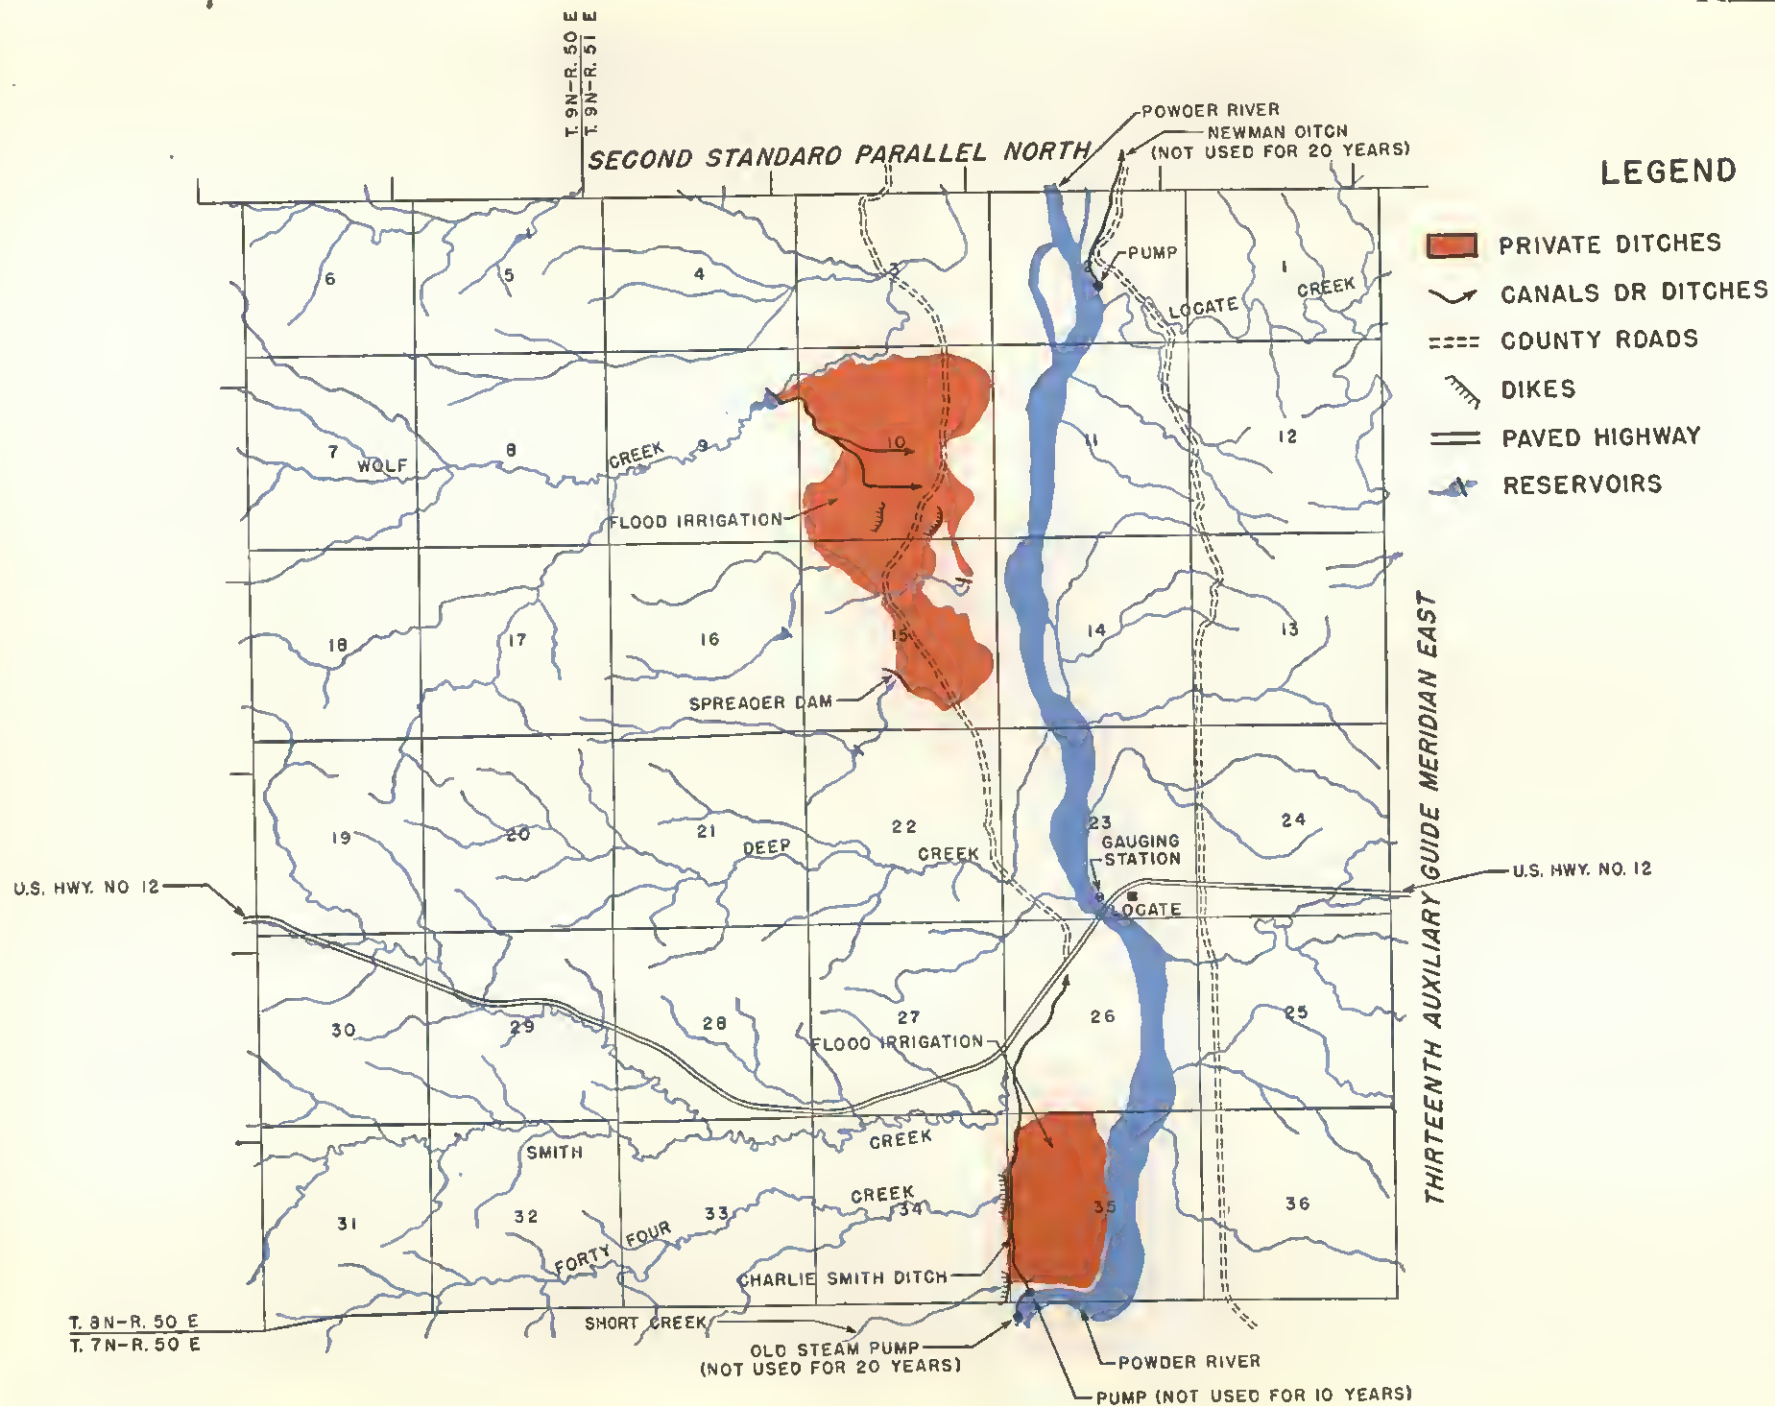 T. 9N–R. 50 E
T. 9N–R. 51 E
SECOND STANDARD PARALLEL NORTH
POWDER RIVER
NEWMAN DITCH
(NOT USED FOR 20 YEARS)
LEGEND
PRIVATE DITCHES
CANALS OR DITCHES
COUNTY ROADS
DIKES
PAVED HIGHWAY
RESERVOIRS
6
5
4
3
2
1
PUMP
LOCATE CREEK
7
8
9
10
11
12
WOLF CREEK
FLOOD IRRIGATION
18
17
16
15
14
13
SPREADER DAM
THIRTEENTH AUXILIARY GUIDE MERIDIAN EAST
19
20
21
22
23
24
DEEP CREEK
GAUGING
STATION
U.S. HWY. NO 12
U.S. HWY. NO. 12
LOCATE
30
29
28
27
26
25
FLOOD IRRIGATION
SMITH CREEK
31
32
33
34
35
36
FORTY FOUR CREEK
CHARLIE SMITH DITCH
T. 8N–R. 50 E
T. 7N–R. 50 E
SHORT CREEK
OLD STEAM PUMP
(NOT USED FOR 20 YEARS)
POWDER RIVER
PUMP (NOT USED FOR 10 YEARS)